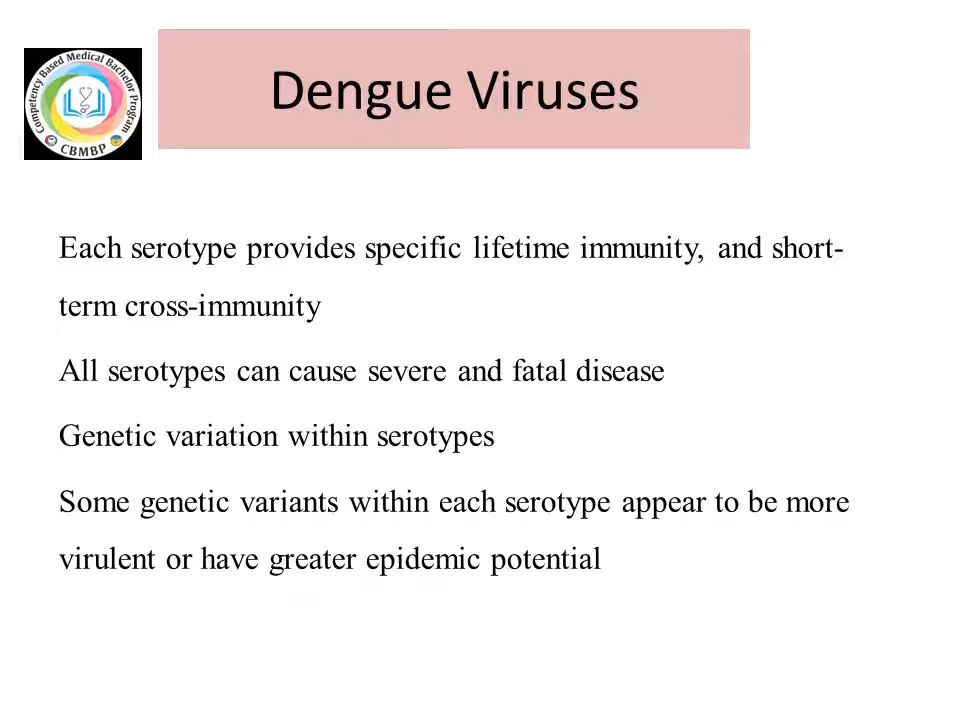 Competency Based Medical Bachelor Program
CBMBP
Dengue Viruses
Each serotype provides specific lifetime immunity, and short-
term cross-immunity
All serotypes can cause severe and fatal disease
Genetic variation within serotypes
Some genetic variants within each serotype appear to be more
virulent or have greater epidemic potential